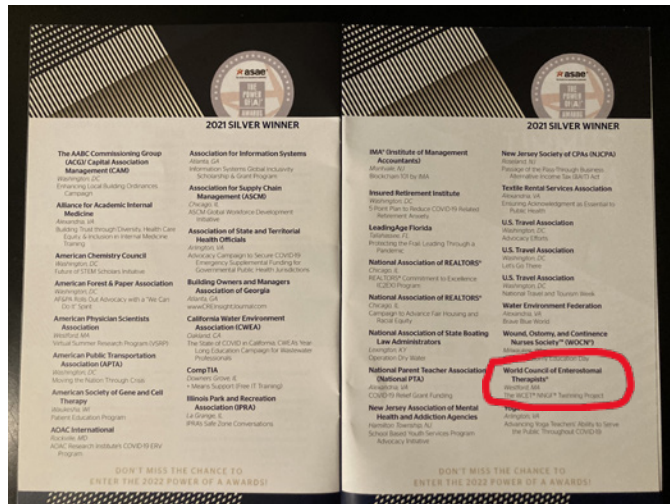 asae
THE
POWER
OF A
AWARDS
2021 SILVER WINNER
The AABC Commissioning Group
(ACG)/ Capital Association
Management (CAM)
Washington, DC
Enhancing Local Building Ordinances
Campaign
Alliance for Academic Internal
Medicine
Alexandria, VA
Building Trust through Diversity, Health Care
Equity & Inclusion in Internal Medicine
Training
American Chemistry Council
Washington, DC
Future of STEM Scholars Initiative
American Forest & Paper Association
Washington, DC
AF&PA Rolls Out Advocacy with a "We Can
Do It" Spirit
American Physician Scientists
Association
Westford, MA
Virtual Summer Research Program (VSRP)
American Public Transportation
Association (APTA)
Washington, DC
Moving the Nation Through Crisis
American Society of Gene and Cell
Therapy
Waukesha, WI
Patient Education Program
AOAC International
Rockville, MD
AOAC Research Institute's COVID-19 ERV
Program
Association for Information Systems
Atlanta, GA
Information Systems Global Inclusivity
Scholarship & Grant Program
Association for Supply Chain
Management (ASCM)
Chicago, IL
ASCM Global Workforce Development
Initiative
Association of State and Territorial
Health Officials
Arlington, VA
Advocacy Campaign to Secure COVID-19
Emergency Supplemental Funding for
Governmental Public Health Jurisdictions
Building Owners and Managers
Association of Georgia
Atlanta, GA
www.OREinsightJournal.com
California Water Environment
Association (CWEA)
Oakland, CA
The State of COVID in California, CWEA's Year
Long Education Campaign for Wastewater
Professionals
CompTIA
Downers Grove, IL
+ Means Support (Free IT Training)
Illinois Park and Recreation
Association (IPRA)
La Grange, IL
IPRA's Safe Zone Conversations
DON'T MISS THE CHANCE TO
ENTER THE 2022 POWER OF A AWARDS!
asae
THE
POWER
OF A
AWARDS
2021 SILVER WINNER
IMA® (Institute of Management
Accountants)
Montvale, NJ
Blockchain 101 by IMA
Insured Retirement Institute
Washington, DC
5-Point Plan to Reduce COVID-19 Related
Retirement Anxiety
LeadingAge Florida
Tallahassee, FL
Protecting the Frail: Leading Through a
Pandemic
National Association of REALTORS®
Chicago, IL
REALTORS® Commitment to Excellence
(C2EX) Program
National Association of REALTORS®
Chicago, IL
Campaign to Advance Fair Housing and
Racial Equity
National Association of State Boating
Law Administrators
Lexington, KY
Operation Dry Water
National Parent Teacher Association
(National PTA)
Alexandria, VA
COVID-19 Relief Grant Funding
New Jersey Association of Mental
Health and Addiction Agencies
Hamilton Township, NJ
School Based Youth Services Program
Advocacy Initiative
New Jersey Society of CPAs (NJCPA)
Roseland, NJ
Passage of the Pass-Through Business
Alternative Income Tax (BAIT) Act
Textile Rental Services Association
Alexandria, VA
Ensuring Acknowledgment as Essential to
Public Health
U.S. Travel Association
Washington, DC
Advocacy Efforts
U.S. Travel Association
Washington, DC
Let's Go There
U.S. Travel Association
Washington, DC
National Travel and Tourism Week
Water Environment Federation
Alexandria, VA
Brave Blue World
Wound, Ostomy, and Continence
Nurses Society™ (WOCN®)
Education Day
World Council of Enterostomal
Therapists®
Westford, MA
The WCET® NNGF® Twinning Project
Arlington, VA
Advancing Yoga Teachers' Ability to Serve
the Public Throughout COVID-19
DON'T MISS THE CHANCE TO
ENTER THE 2022 POWER OF A AWARDS!